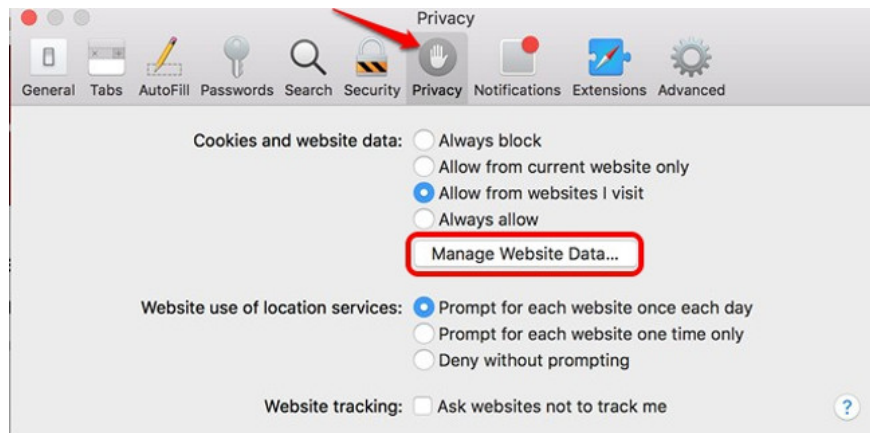 Privacy
General Tabs AutoFill Passwords Search Security Privacy Notifications Extensions Advanced
Cookies and website data: Always block
Allow from current website only
Allow from websites I visit
Always allow
Manage Website Data...
Website use of location services: Prompt for each website once each day
Prompt for each website one time only
Deny without prompting
Website tracking: Ask websites not to track me
?